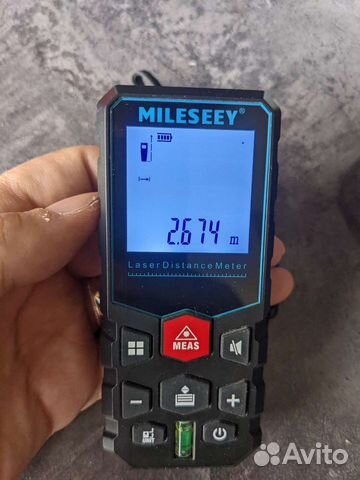 MILESEEY®
2.674 m
Laser Distance Meter
MEAS
− +
UNIT
Avito